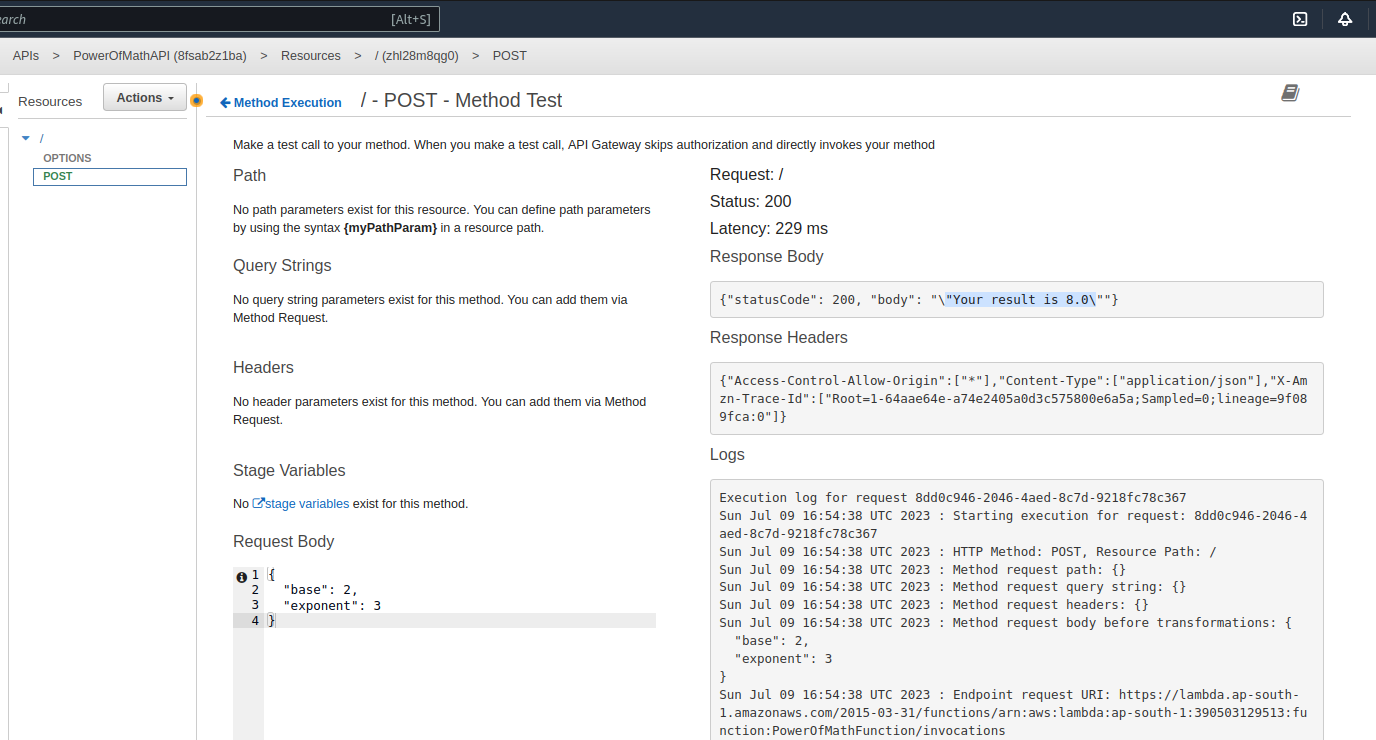 earch [Alt+S]
APIs > PowerOfMathAPI (8fsab2z1ba) > Resources > / (zhl28m8qg0) > POST
Resources
Actions
/
OPTIONS
POST
Method Execution / - POST - Method Test
Make a test call to your method. When you make a test call, API Gateway skips authorization and directly invokes your method
Path
No path parameters exist for this resource. You can define path parameters
by using the syntax {myPathParam} in a resource path.
Query Strings
No query string parameters exist for this method. You can add them via
Method Request.
Headers
No header parameters exist for this method. You can add them via Method
Request.
Stage Variables
No stage variables exist for this method.
Request Body
1 {
2 "base": 2,
3 "exponent": 3
4 }
Request: /
Status: 200
Latency: 229 ms
Response Body
{"statusCode": 200, "body": "\"Your result is 8.0\""}
Response Headers
{"Access-Control-Allow-Origin":["*"],"Content-Type":["application/json"],"X-Am
zn-Trace-Id":["Root=1-64aae64e-a74e2405a0d3c575800e6a5a;Sampled=0;lineage=9f08
9fca:0"]}
Logs
Execution log for request 8dd0c946-2046-4aed-8c7d-9218fc78c367
Sun Jul 09 16:54:38 UTC 2023 : Starting execution for request: 8dd0c946-2046-4
aed-8c7d-9218fc78c367
Sun Jul 09 16:54:38 UTC 2023 : HTTP Method: POST, Resource Path: /
Sun Jul 09 16:54:38 UTC 2023 : Method request path: {}
Sun Jul 09 16:54:38 UTC 2023 : Method request query string: {}
Sun Jul 09 16:54:38 UTC 2023 : Method request headers: {}
Sun Jul 09 16:54:38 UTC 2023 : Method request body before transformations: {
"base": 2,
"exponent": 3
}
Sun Jul 09 16:54:38 UTC 2023 : Endpoint request URI: https://lambda.ap-south-
1.amazonaws.com/2015-03-31/functions/arn:aws:lambda:ap-south-1:390503129513:fu
nction:PowerOfMathFunction/invocations